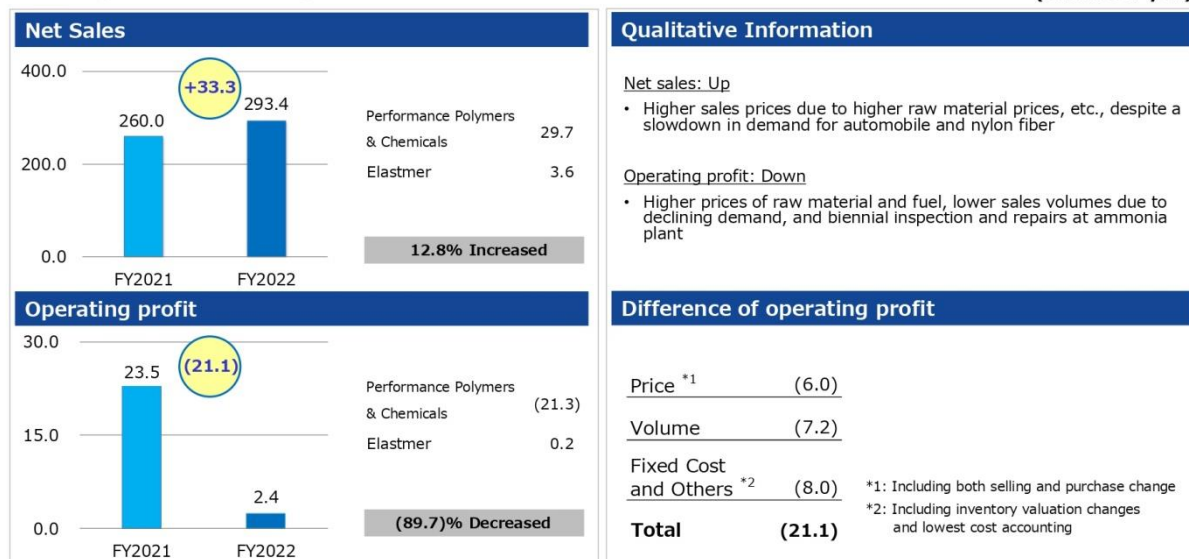 Net Sales
400.0
200.0
0.0
+33.3
260.0
293.4
FY2021 FY2022
Performance Polymers
& Chemicals 29.7
Elastmer 3.6
12.8% Increased
Qualitative Information
Net sales: Up
• Higher sales prices due to higher raw material prices, etc., despite a
slowdown in demand for automobile and nylon fiber
Operating profit: Down
• Higher prices of raw material and fuel, lower sales volumes due to
declining demand, and biennial inspection and repairs at ammonia
plant
Operating profit
30.0
15.0
0.0
23.5
(21.1)
2.4
FY2021 FY2022
Performance Polymers
& Chemicals (21.3)
Elastmer 0.2
(89.7)% Decreased
Difference of operating profit
Price *1 (6.0)
Volume (7.2)
Fixed Cost
and Others *2 (8.0)
Total (21.1)
*1: Including both selling and purchase change
*2: Including inventory valuation changes
and lowest cost accounting